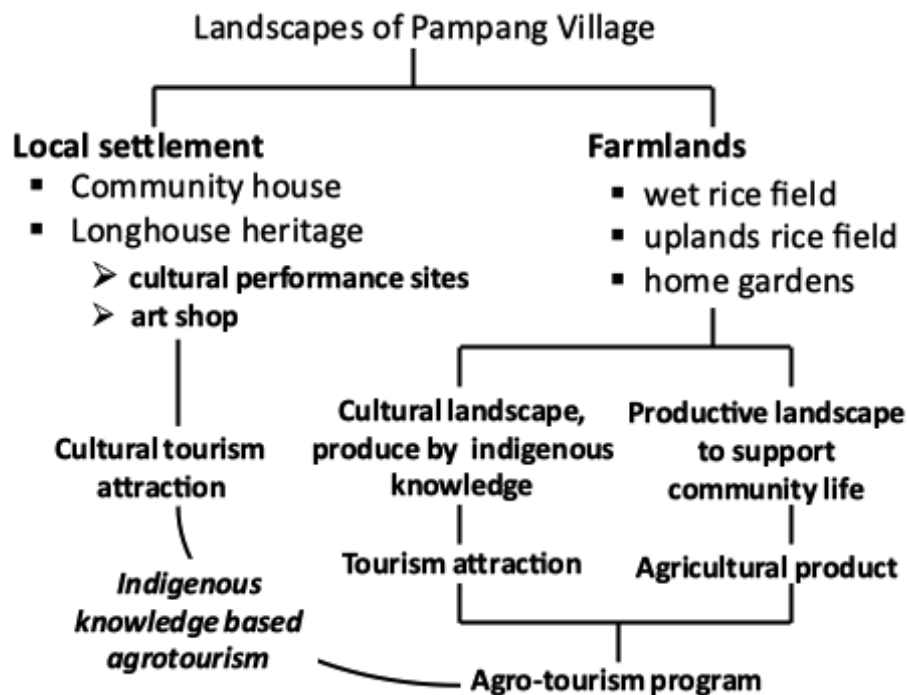 Landscapes of Pampang Village
Local settlement
▪ Community house
▪ Longhouse heritage
➢ cultural performance sites
➢ art shop
Cultural tourism
attraction
Farmlands
▪ wet rice field
▪ uplands rice field
▪ home gardens
Cultural landscape,
produce by indigenous
knowledge
Productive landscape
to support
community life
Tourism attraction
Agricultural product
Indigenous
knowledge based
agrotourism
Agro-tourism program